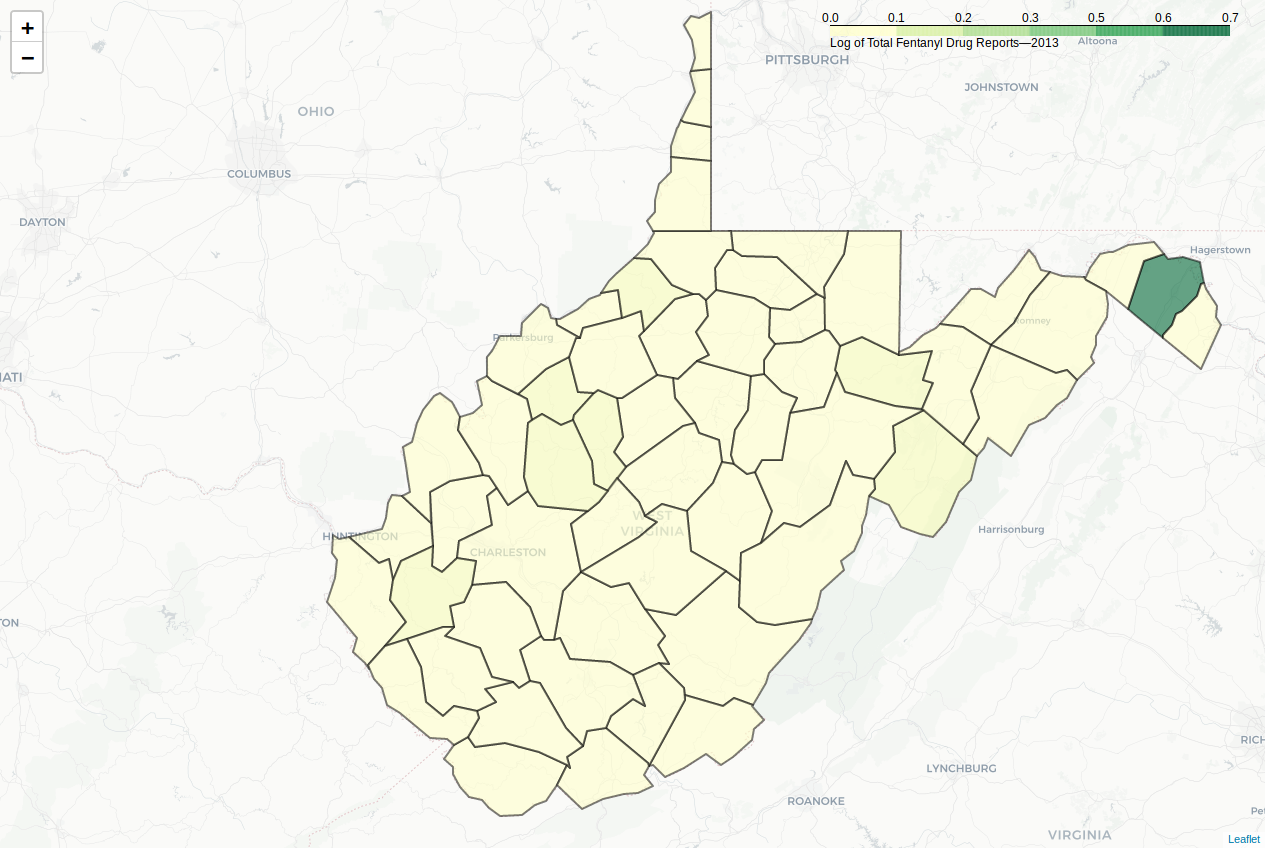 +
−
0.0 0.1 0.2 0.3 0.5 0.6 0.7
Log of Total Fentanyl Drug Reports—2013
Altoona
PITTSBURGH
JOHNSTOWN
OHIO
COLUMBUS
DAYTON
Hagerstown
Romney
Parkersburg
NATI
WEST
VIRGINIA
Harrisonburg
HUNTINGTON
CHARLESTON
TON
RICH
LYNCHBURG
ROANOKE
Pet
VIRGINIA
Leaflet